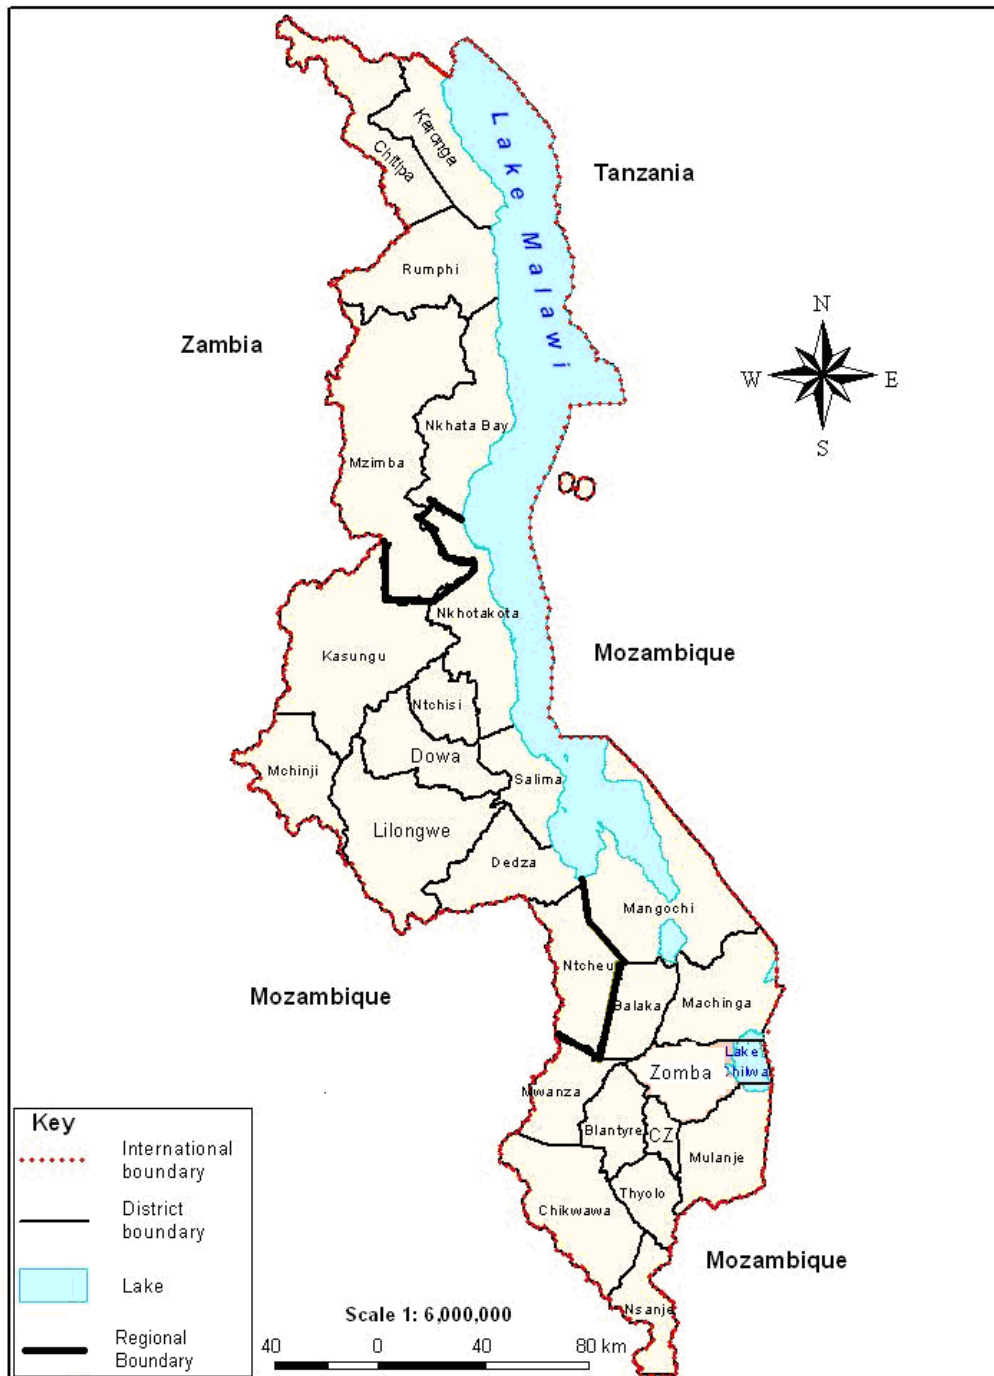 Karonga
Chitipa
Lake Malawi
Tanzania
Rumphi
Zambia
N
W
E
S
Nkhata Bay
Mzimba
Nkhotakota
Kasungu
Mozambique
Ntchisi
Dowa
Mchinji
Salima
Lilongwe
Dedza
Mangochi
Ntcheu
Mozambique
Balaka
Machinga
Lake
Chilwa
Zomba
Mwanza
Blantyre
CZ
Mulanje
Thyolo
Chikwawa
Mozambique
Nsanje
Key
International
boundary
District
boundary
Lake
Regional
Boundary
Scale 1: 6,000,000
40 0 40 80 km